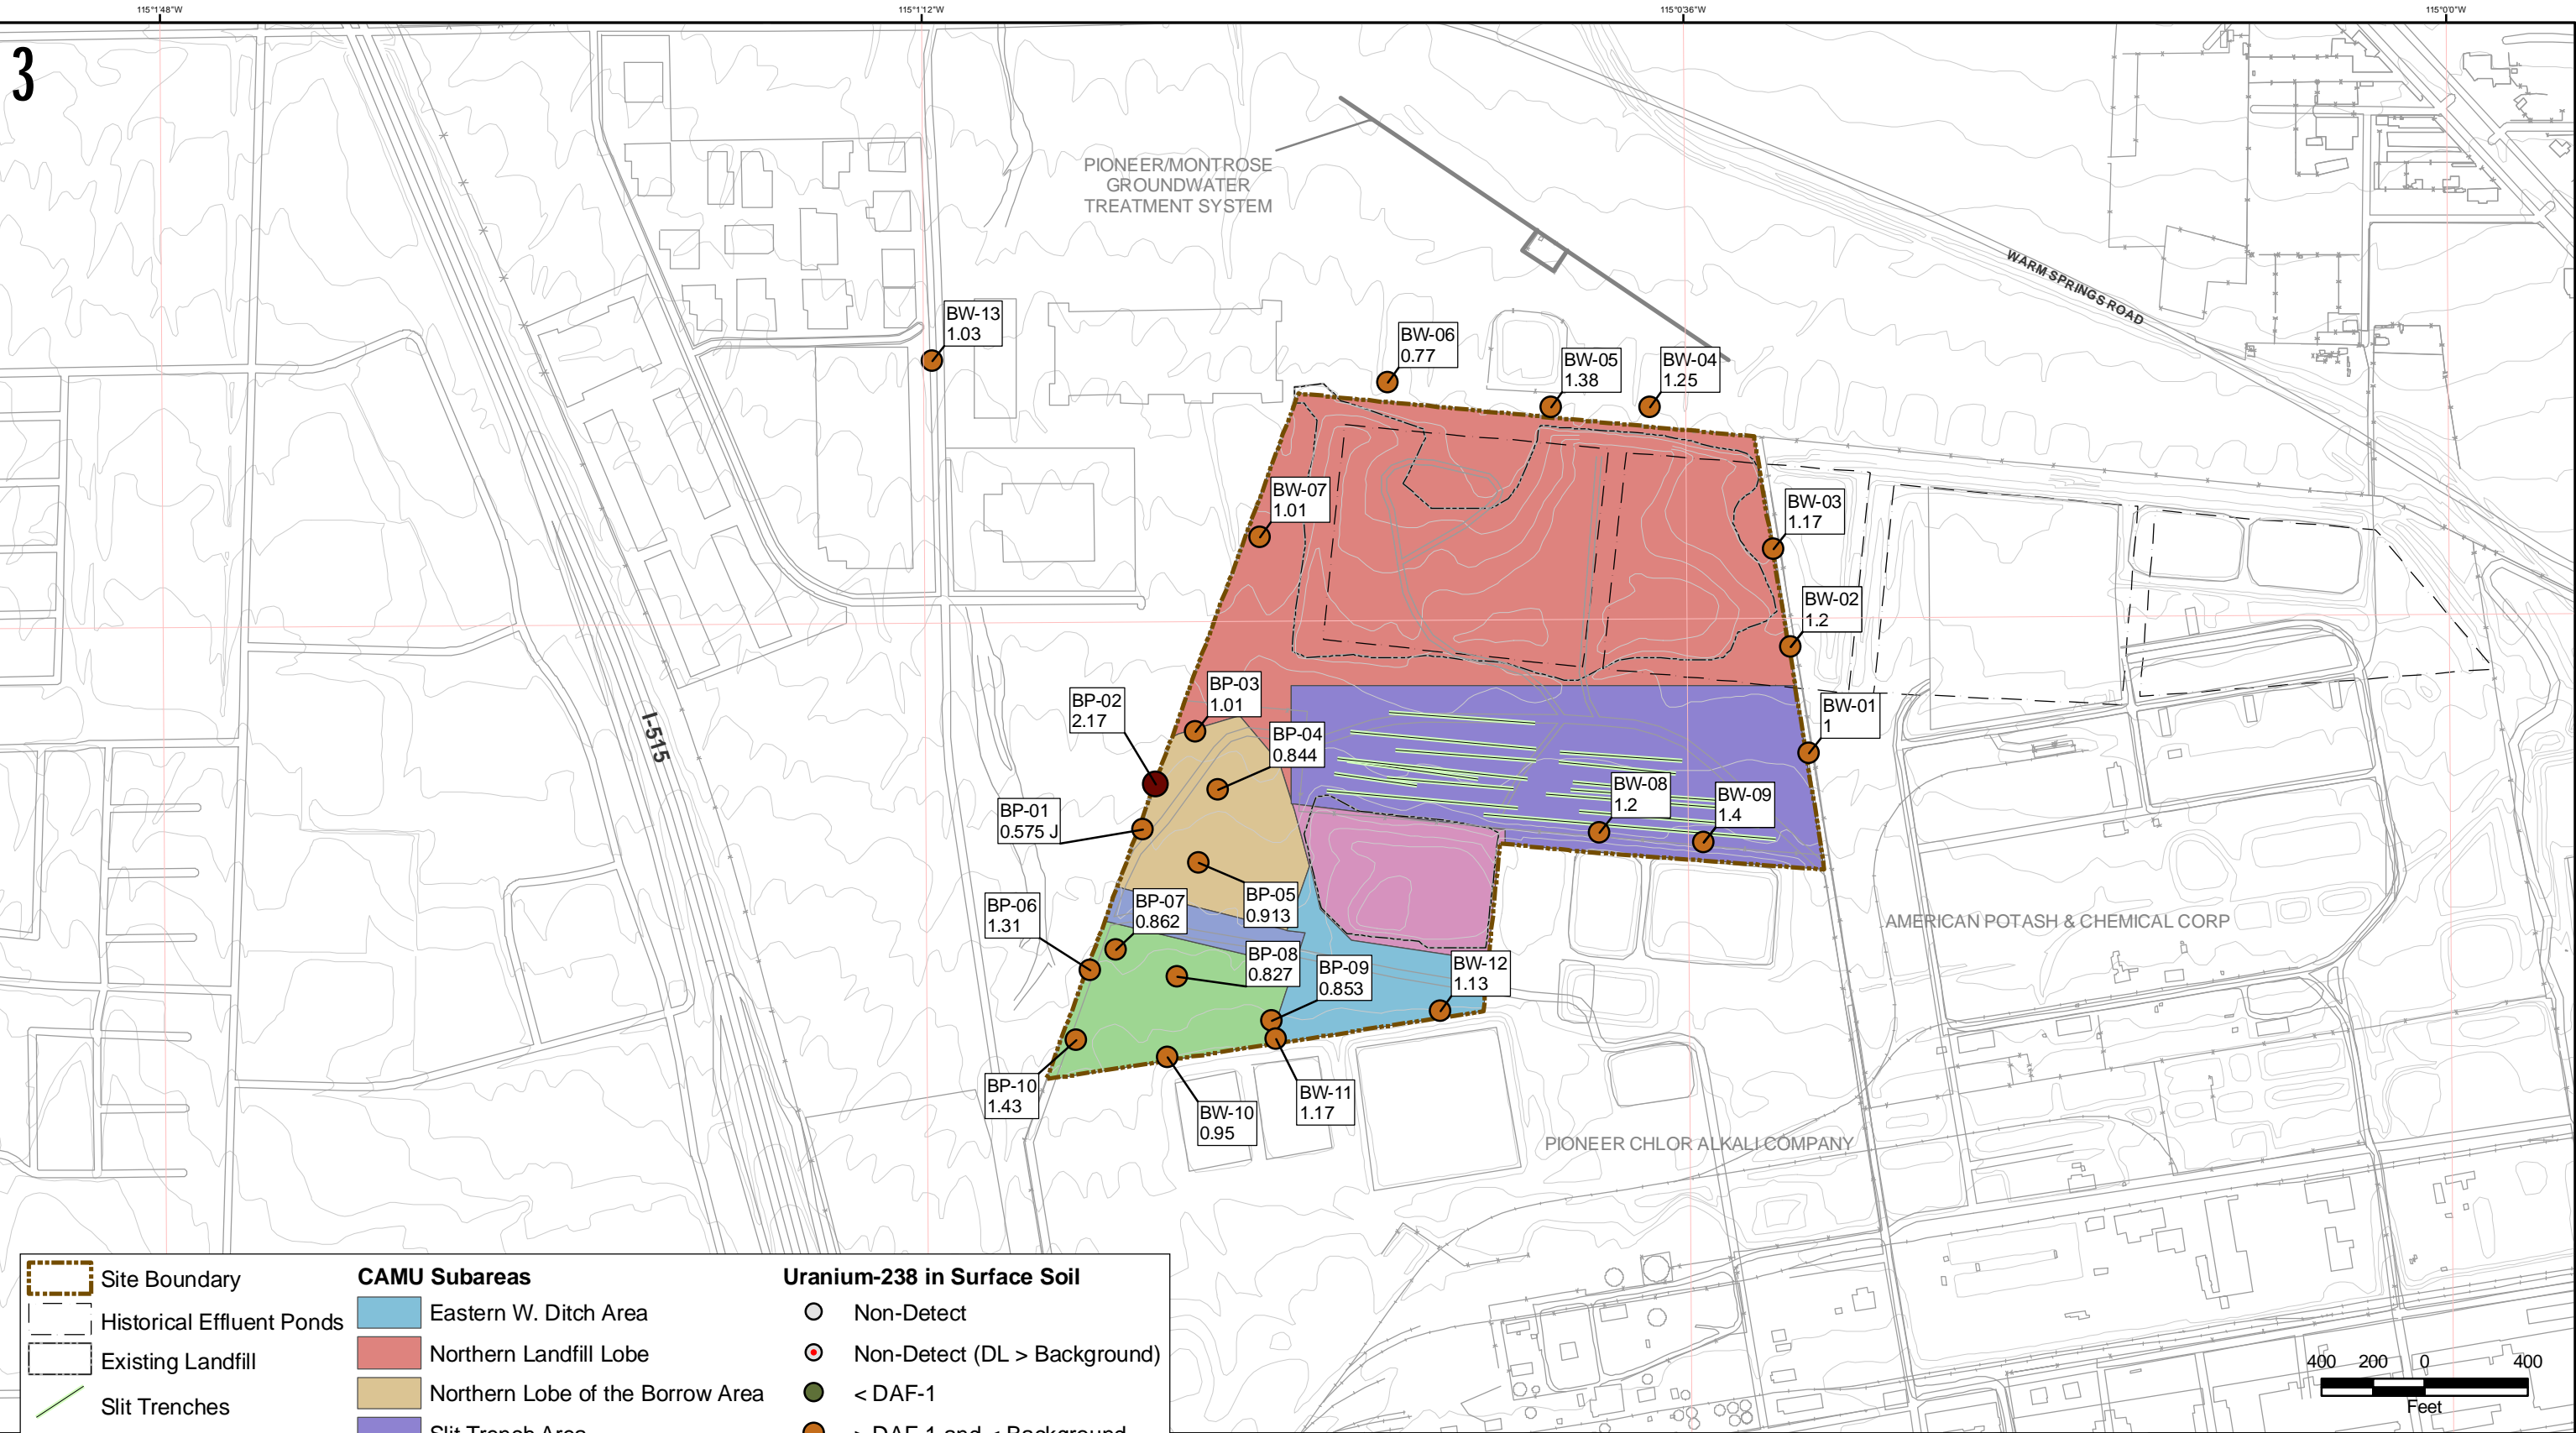 115°1'48"W
115°1'12"W
115°0'36"W
115°0'0"W
3
PIONEER/MONTROSE
GROUNDWATER
TREATMENT SYSTEM
WARM SPRINGS ROAD
BW-13
1.03
BW-06
0.77
BW-05
1.38
BW-04
1.25
BW-07
1.01
BW-03
1.17
BW-02
1.2
BP-03
1.01
BP-02
2.17
BW-01
1
I-515
BP-04
0.844
BW-08
1.2
BW-09
1.4
BP-01
0.575 J
BP-05
0.913
BP-07
0.862
BP-06
1.31
AMERICAN POTASH & CHEMICAL CORP
BP-08
0.827
BP-09
0.853
BW-12
1.13
BP-10
1.43
BW-11
1.17
BW-10
0.95
PIONEER CHLOR ALKALI COMPANY
Site Boundary
Historical Effluent Ponds
Existing Landfill
Slit Trenches
CAMU Subareas
Eastern W. Ditch Area
Northern Landfill Lobe
Northern Lobe of the Borrow Area
Slit Trench Area
Uranium-238 in Surface Soil
Non-Detect
Non-Detect (DL > Background)
< DAF-1
> DAF-1 and < Background
400 200 0 400
Feet